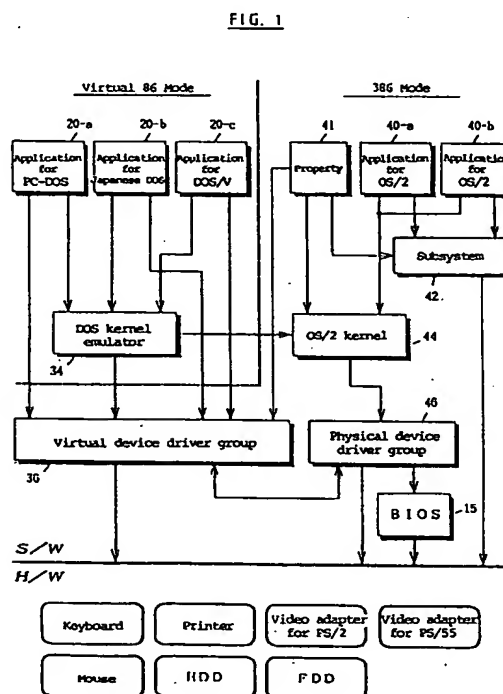 FIG. 1
Virtual 86 Mode
386 Mode
20-a
20-b
20-c
41
40-a
40-b
Application for PC-DOS
Application for Japanese DOS
Application for DOS/V
Property
Application for OS/2
Application for OS/2
Subsystem
42
DOS kernel emulator
34
OS/2 kernel
44
46
Virtual device driver group
36
Physical device driver group
BIOS
15
S/W
H/W
Keyboard
Printer
Video adapter for PS/2
Video adapter for PS/55
Mouse
HDD
FDD